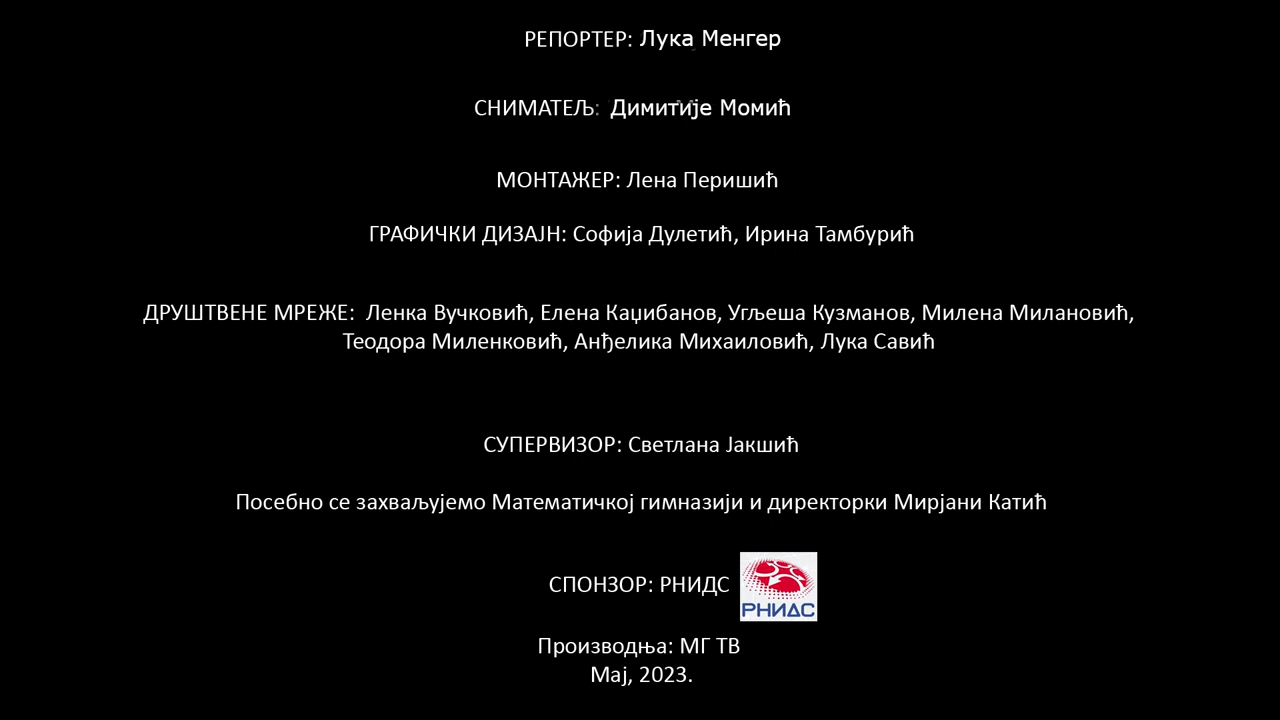 РЕПОРТЕР: Лука Менгер
СНИМАТЕЉ: Димитије Момић
МОНТАЖЕР: Лена Перишић
ГРАФИЧКИ ДИЗАЈН: Софија Дулетић, Ирина Тамбурић
ДРУШТВЕНЕ МРЕЖЕ: Ленка Вучковић, Елена Каџибанов, Угљеша Кузманов, Милена Милановић,
Теодора Миленковић, Анђелика Михаиловић, Лука Савић
СУПЕРВИЗОР: Светлана Јакшић
Посебно се захваљујемо Математичкој гимназији и директорки Мирјани Катић
СПОНЗОР: РНИДС
РНИДС
Производња: МГ ТВ
Мај, 2023.